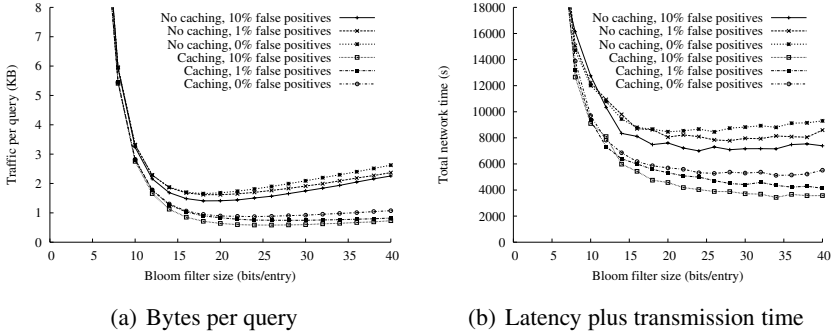 Traffic per query (KB)
8
7
6
5
4
3
2
1
0
No caching, 10% false positives
No caching, 1% false positives
No caching, 0% false positives
Caching, 10% false positives
Caching, 1% false positives
Caching, 0% false positives
0 5 10 15 20 25 30 35 40
Bloom filter size (bits/entry)
(a) Bytes per query
Total network time (s)
18000
16000
14000
12000
10000
8000
6000
4000
2000
0
No caching, 10% false positives
No caching, 1% false positives
No caching, 0% false positives
Caching, 10% false positives
Caching, 1% false positives
Caching, 0% false positives
0 5 10 15 20 25 30 35 40
Bloom filter size (bits/entry)
(b) Latency plus transmission time